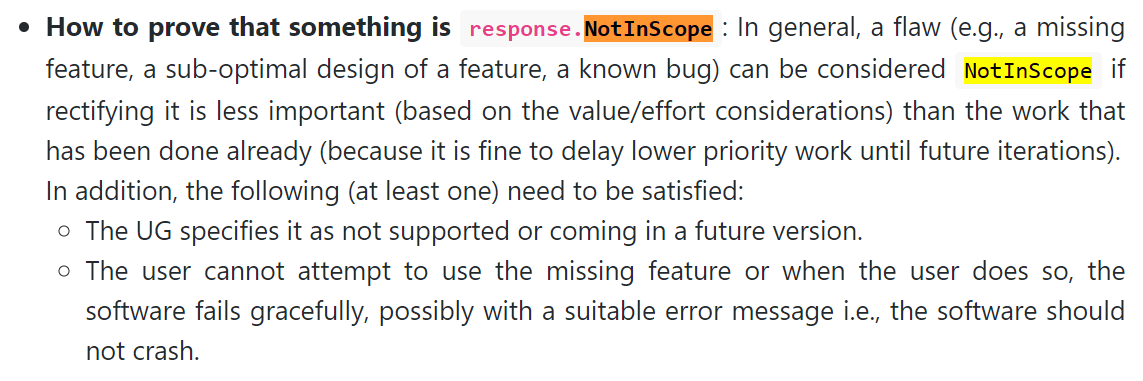 • How to prove that something is response.NotInScope : In general, a flaw (e.g., a missing
feature, a sub-optimal design of a feature, a known bug) can be considered NotInScope if
rectifying it is less important (based on the value/effort considerations) than the work that
has been done already (because it is fine to delay lower priority work until future iterations).
In addition, the following (at least one) need to be satisfied:
○ The UG specifies it as not supported or coming in a future version.
○ The user cannot attempt to use the missing feature or when the user does so, the
software fails gracefully, possibly with a suitable error message i.e., the software should
not crash.